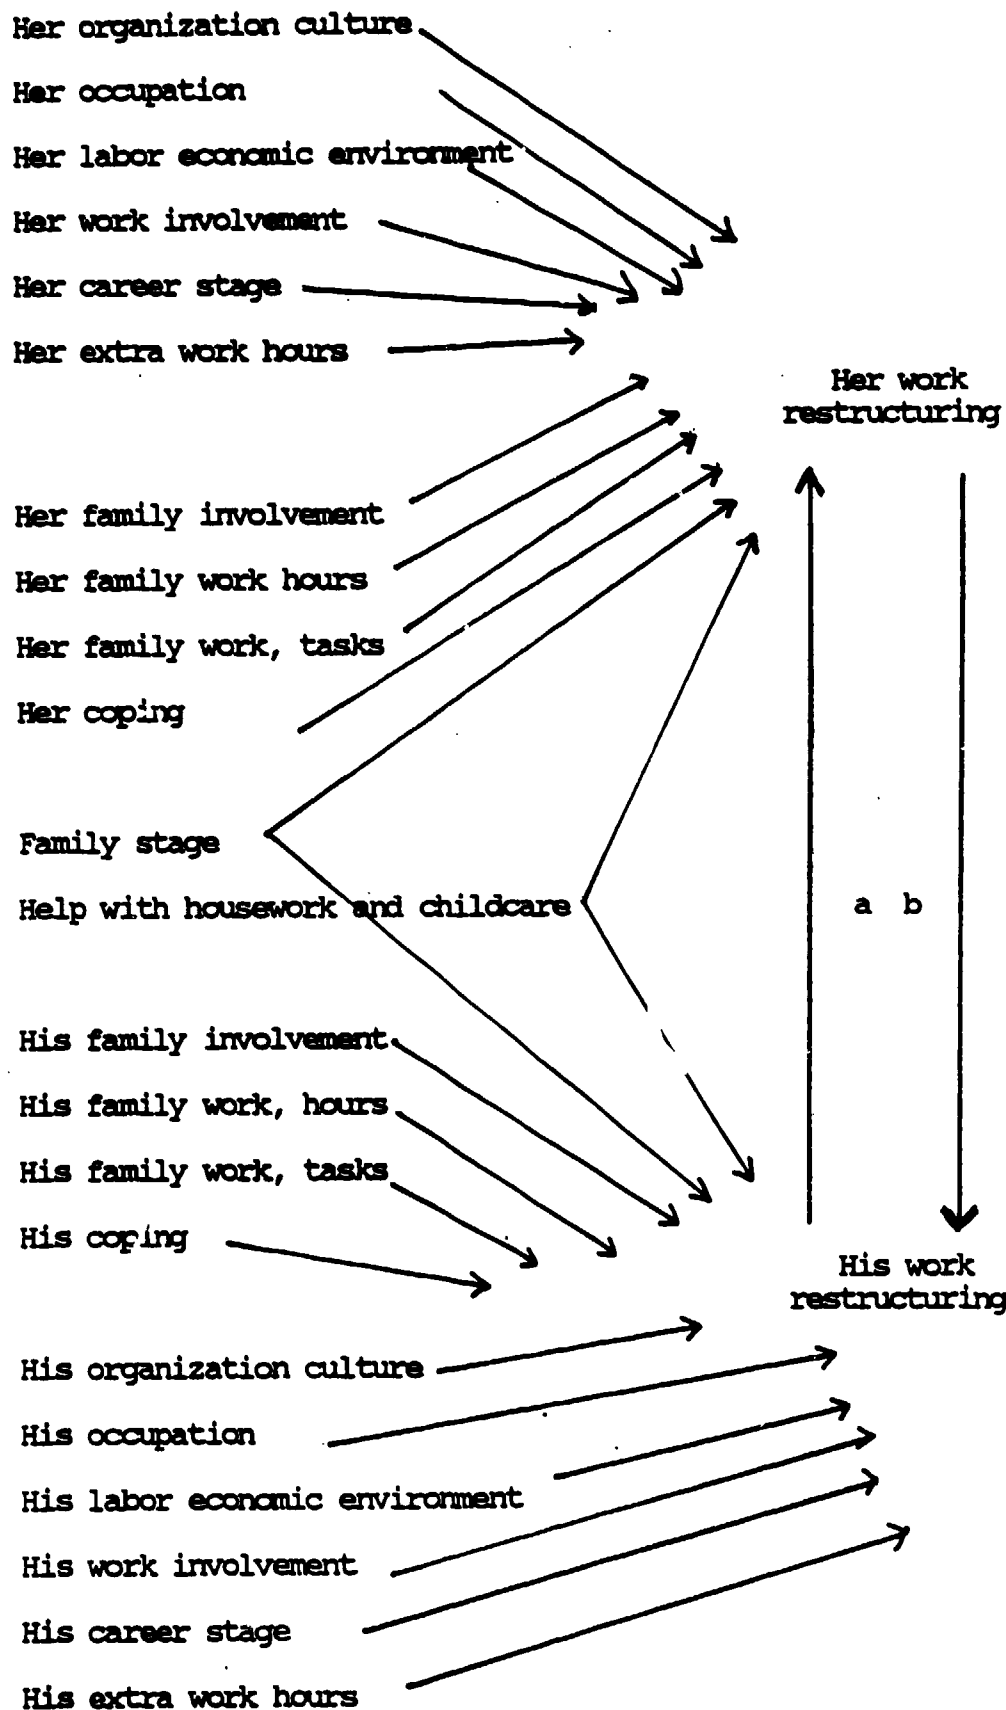 Her organization culture
Her occupation
Her labor economic environment
Her work involvement
Her career stage
Her extra work hours
Her work
restructuring
Her family involvement
Her family work hours
Her family work, tasks
Her coping
Family stage
Help with housework and childcare
a b
His family involvement
His family work, hours
His family work, tasks
His coping
His work
restructuring
His organization culture
His occupation
His labor economic environment
His work involvement
His career stage
His extra work hours